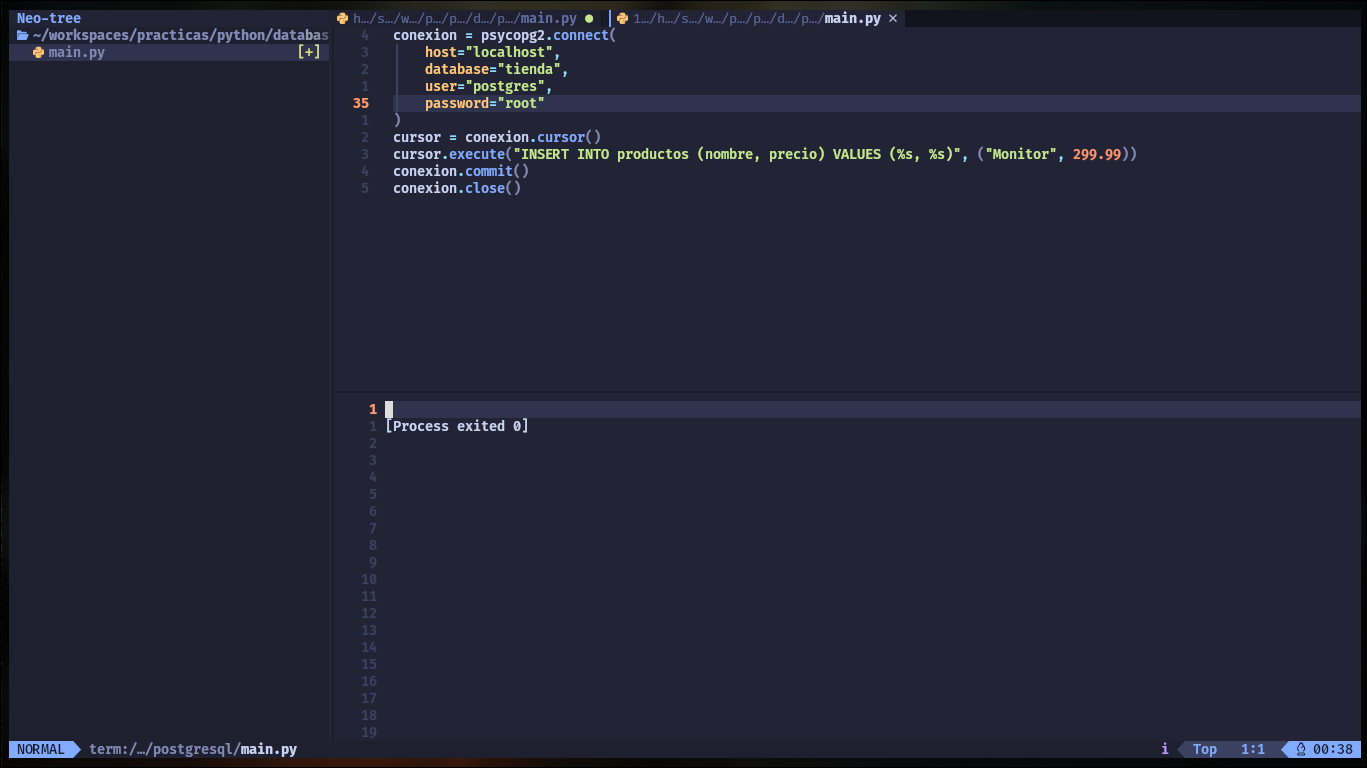 Neo-tree
~/workspaces/practicas/python/databas
main.py [+]
h…/s…/w…/p…/p…/d…/p…/main.py ●
1…/h…/s…/w…/p…/p…/d…/p…/main.py ×
4 conexion = psycopg2.connect(
3 host="localhost",
2 database="tienda",
1 user="postgres",
35 password="root"
1 )
2 cursor = conexion.cursor()
3 cursor.execute("INSERT INTO productos (nombre, precio) VALUES (%s, %s)", ("Monitor", 299.99))
4 conexion.commit()
5 conexion.close()
1
1 [Process exited 0]
2
3
4
5
6
7
8
9
10
11
12
13
14
15
16
17
18
19
NORMAL term:/…/postgresql/main.py i Top 1:1 00:38